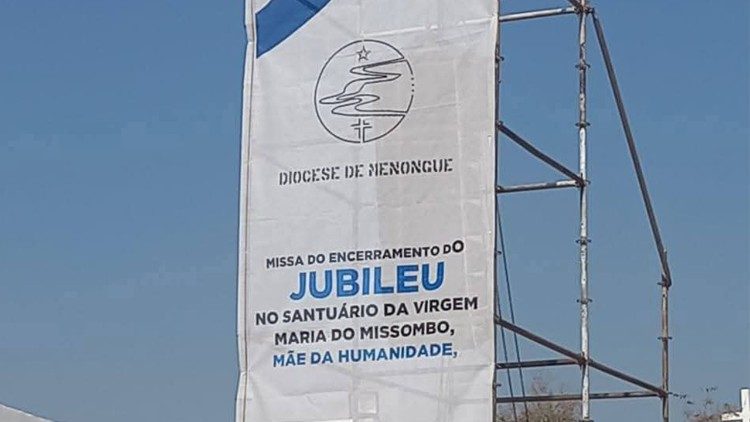 DIOCESE DE MENONGUE
MISSA DO ENCERRAMENTO DO
JUBILEU
NO SANTUÁRIO DA VIRGEM
MARIA DO MISSOMBO,
MÃE DA HUMANIDADE,